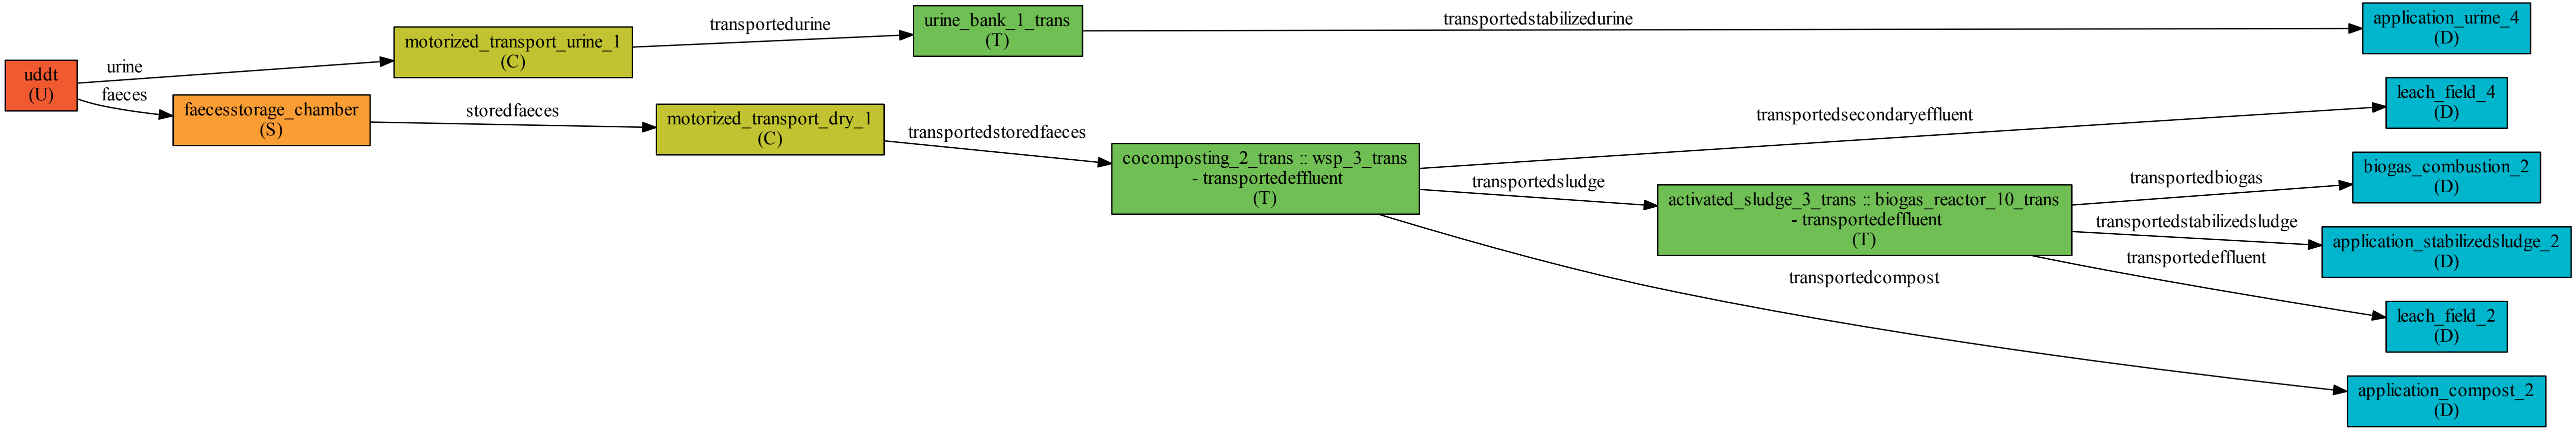 uddt
(U)
urine
faeces
motorized_transport_urine_1
(C)
transportedurine
urine_bank_1_trans
(T)
transportedstabilizedurine
application_urine_4
(D)
faecesstorage_chamber
(S)
storedfaeces
motorized_transport_dry_1
(C)
transportedstoredfaeces
cocomposting_2_trans :: wsp_3_trans
- transportedeffluent
(T)
transportedsecondaryeffluent
leach_field_4
(D)
transportedsludge
activated_sludge_3_trans :: biogas_reactor_10_trans
- transportedeffluent
(T)
transportedbiogas
biogas_combustion_2
(D)
transportedstabilizedsludge
application_stabilizedsludge_2
(D)
transportedeffluent
leach_field_2
(D)
transportedcompost
application_compost_2
(D)